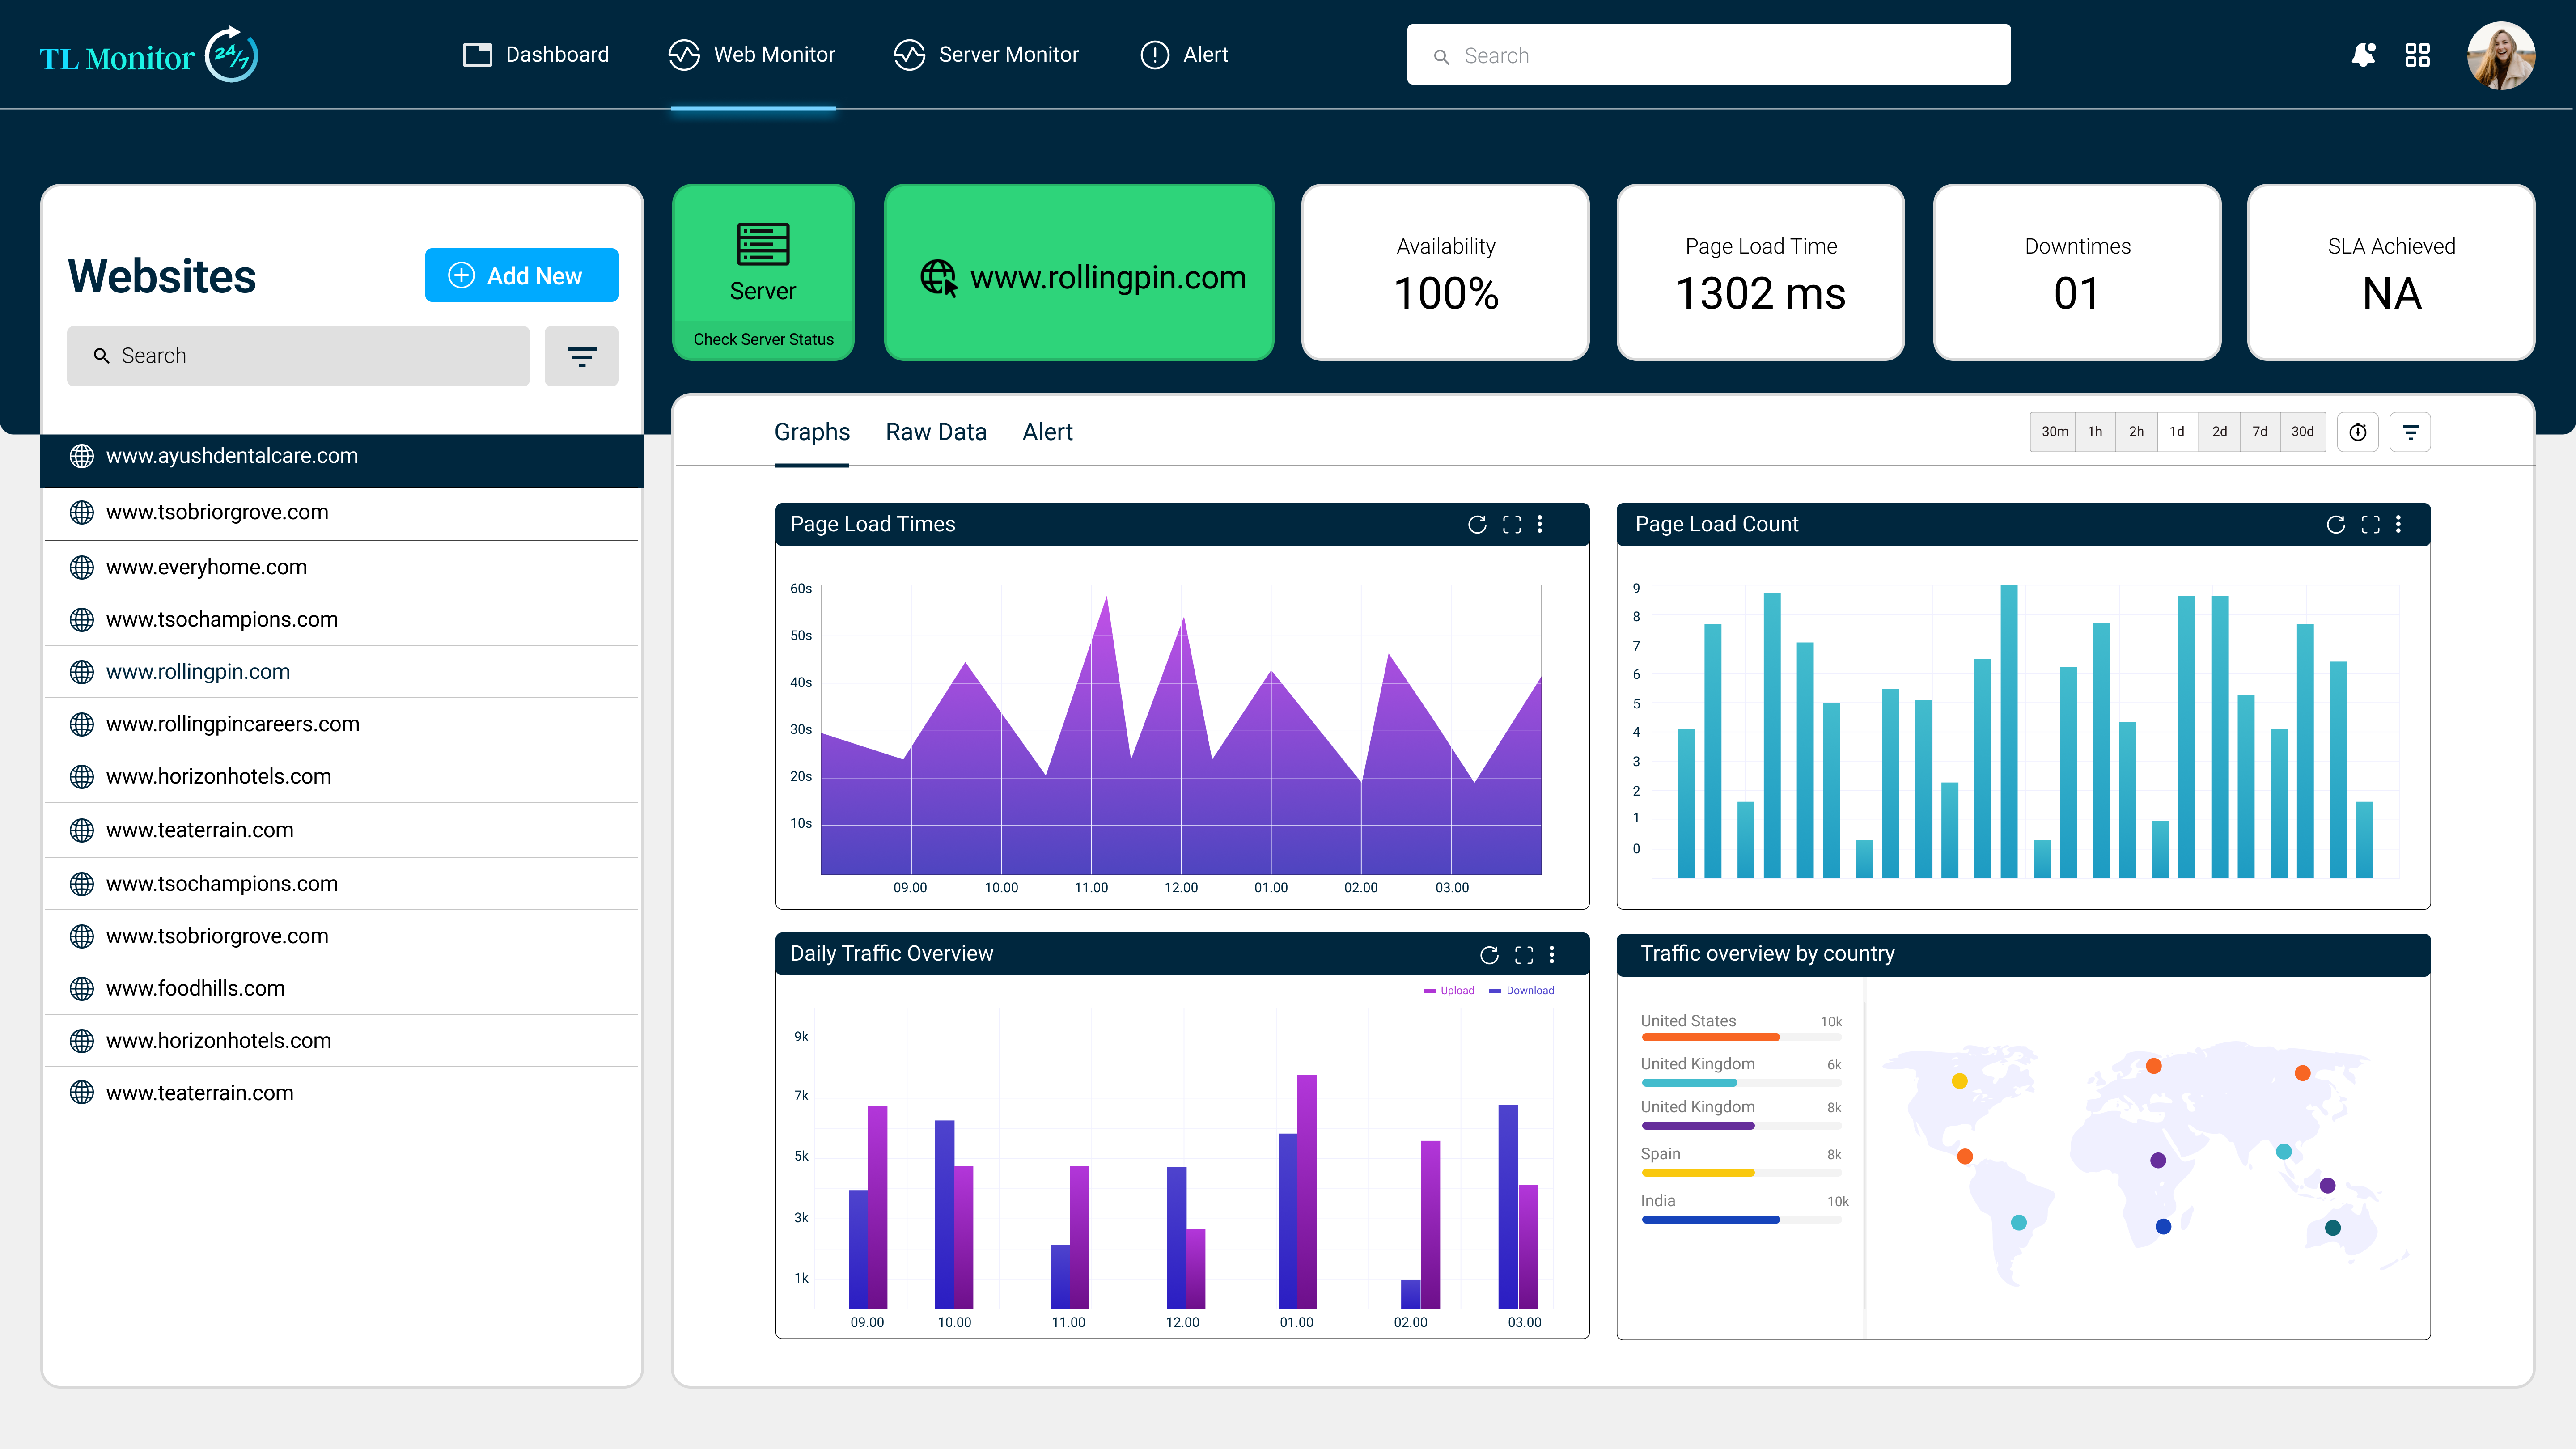 TL Monitor 24/7
Dashboard
Web Monitor
Server Monitor
Alert
Search
Websites
Add New
Search
www.ayushdentalcare.com
www.tsobriorgrove.com
www.everyhome.com
www.tsochampions.com
www.rollingpin.com
www.rollingpincareers.com
www.horizonhotels.com
www.teaterrain.com
www.tsochampions.com
www.tsobriorgrove.com
www.foodhills.com
www.horizonhotels.com
www.teaterrain.com
Server
Check Server Status
www.rollingpin.com
Availability
100%
Page Load Time
1302 ms
Downtimes
01
SLA Achieved
NA
Graphs
Raw Data
Alert
30m
1h
2h
1d
2d
7d
30d
Page Load Times
60s
50s
40s
30s
20s
10s
09.00
10.00
11.00
12.00
01.00
02.00
03.00
Page Load Count
9
8
7
6
5
4
3
2
1
0
Daily Traffic Overview
Upload
Download
9k
7k
5k
3k
1k
09.00
10.00
11.00
12.00
01.00
02.00
03.00
Traffic overview by country
United States 10k
United Kingdom 6k
United Kingdom 8k
Spain 8k
India 10k